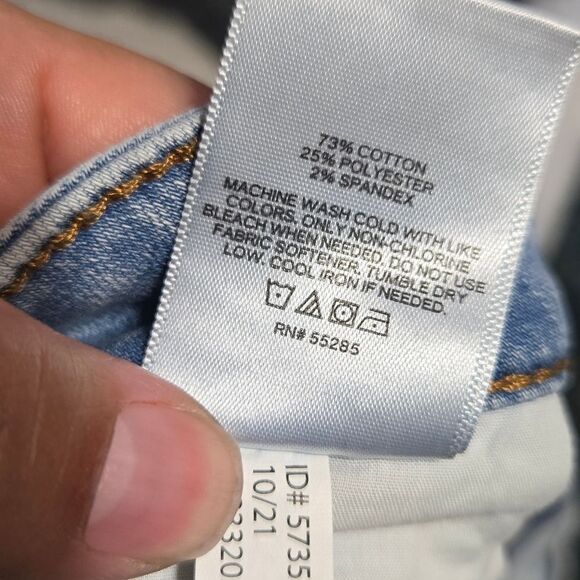 73% COTTON
25% POLYESTER
2% SPANDEX
MACHINE WASH COLD WITH LIKE
COLORS. ONLY NON-CHLORINE
BLEACH WHEN NEEDED. DO NOT USE
FABRIC SOFTENER. TUMBLE DRY
LOW. COOL IRON IF NEEDED.
RN# 55285
ID# 5735
10/21
3320